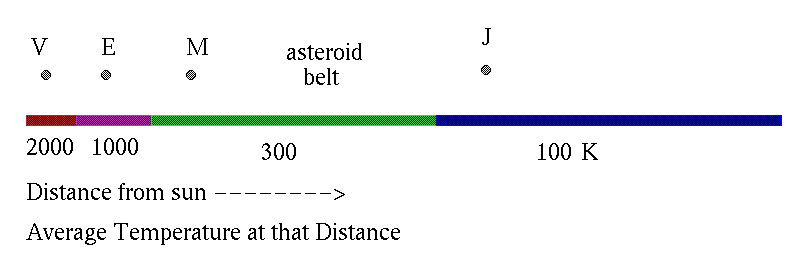 V E M asteroid J
belt
2000 1000 300 100 K
Distance from sun -------->
Average Temperature at that Distance